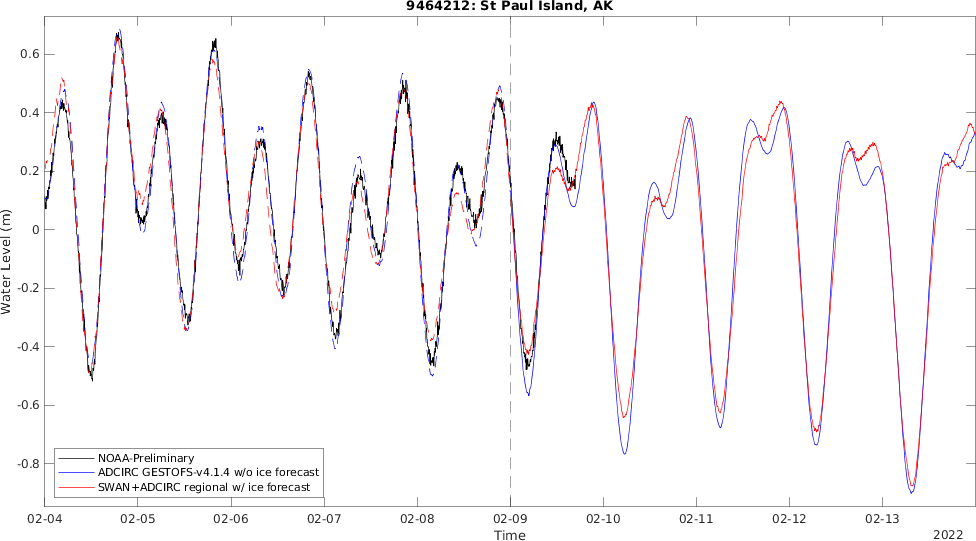 9464212: St Paul Island, AK
Water Level (m)
0.6
0.4
0.2
0
-0.2
-0.4
-0.6
-0.8
NOAA-Preliminary
ADCIRC GESTOFS-v4.1.4 w/o ice forecast
SWAN+ADCIRC regional w/ ice forecast
02-04 02-05 02-06 02-07 02-08 02-09 02-10 02-11 02-12 02-13
Time
2022